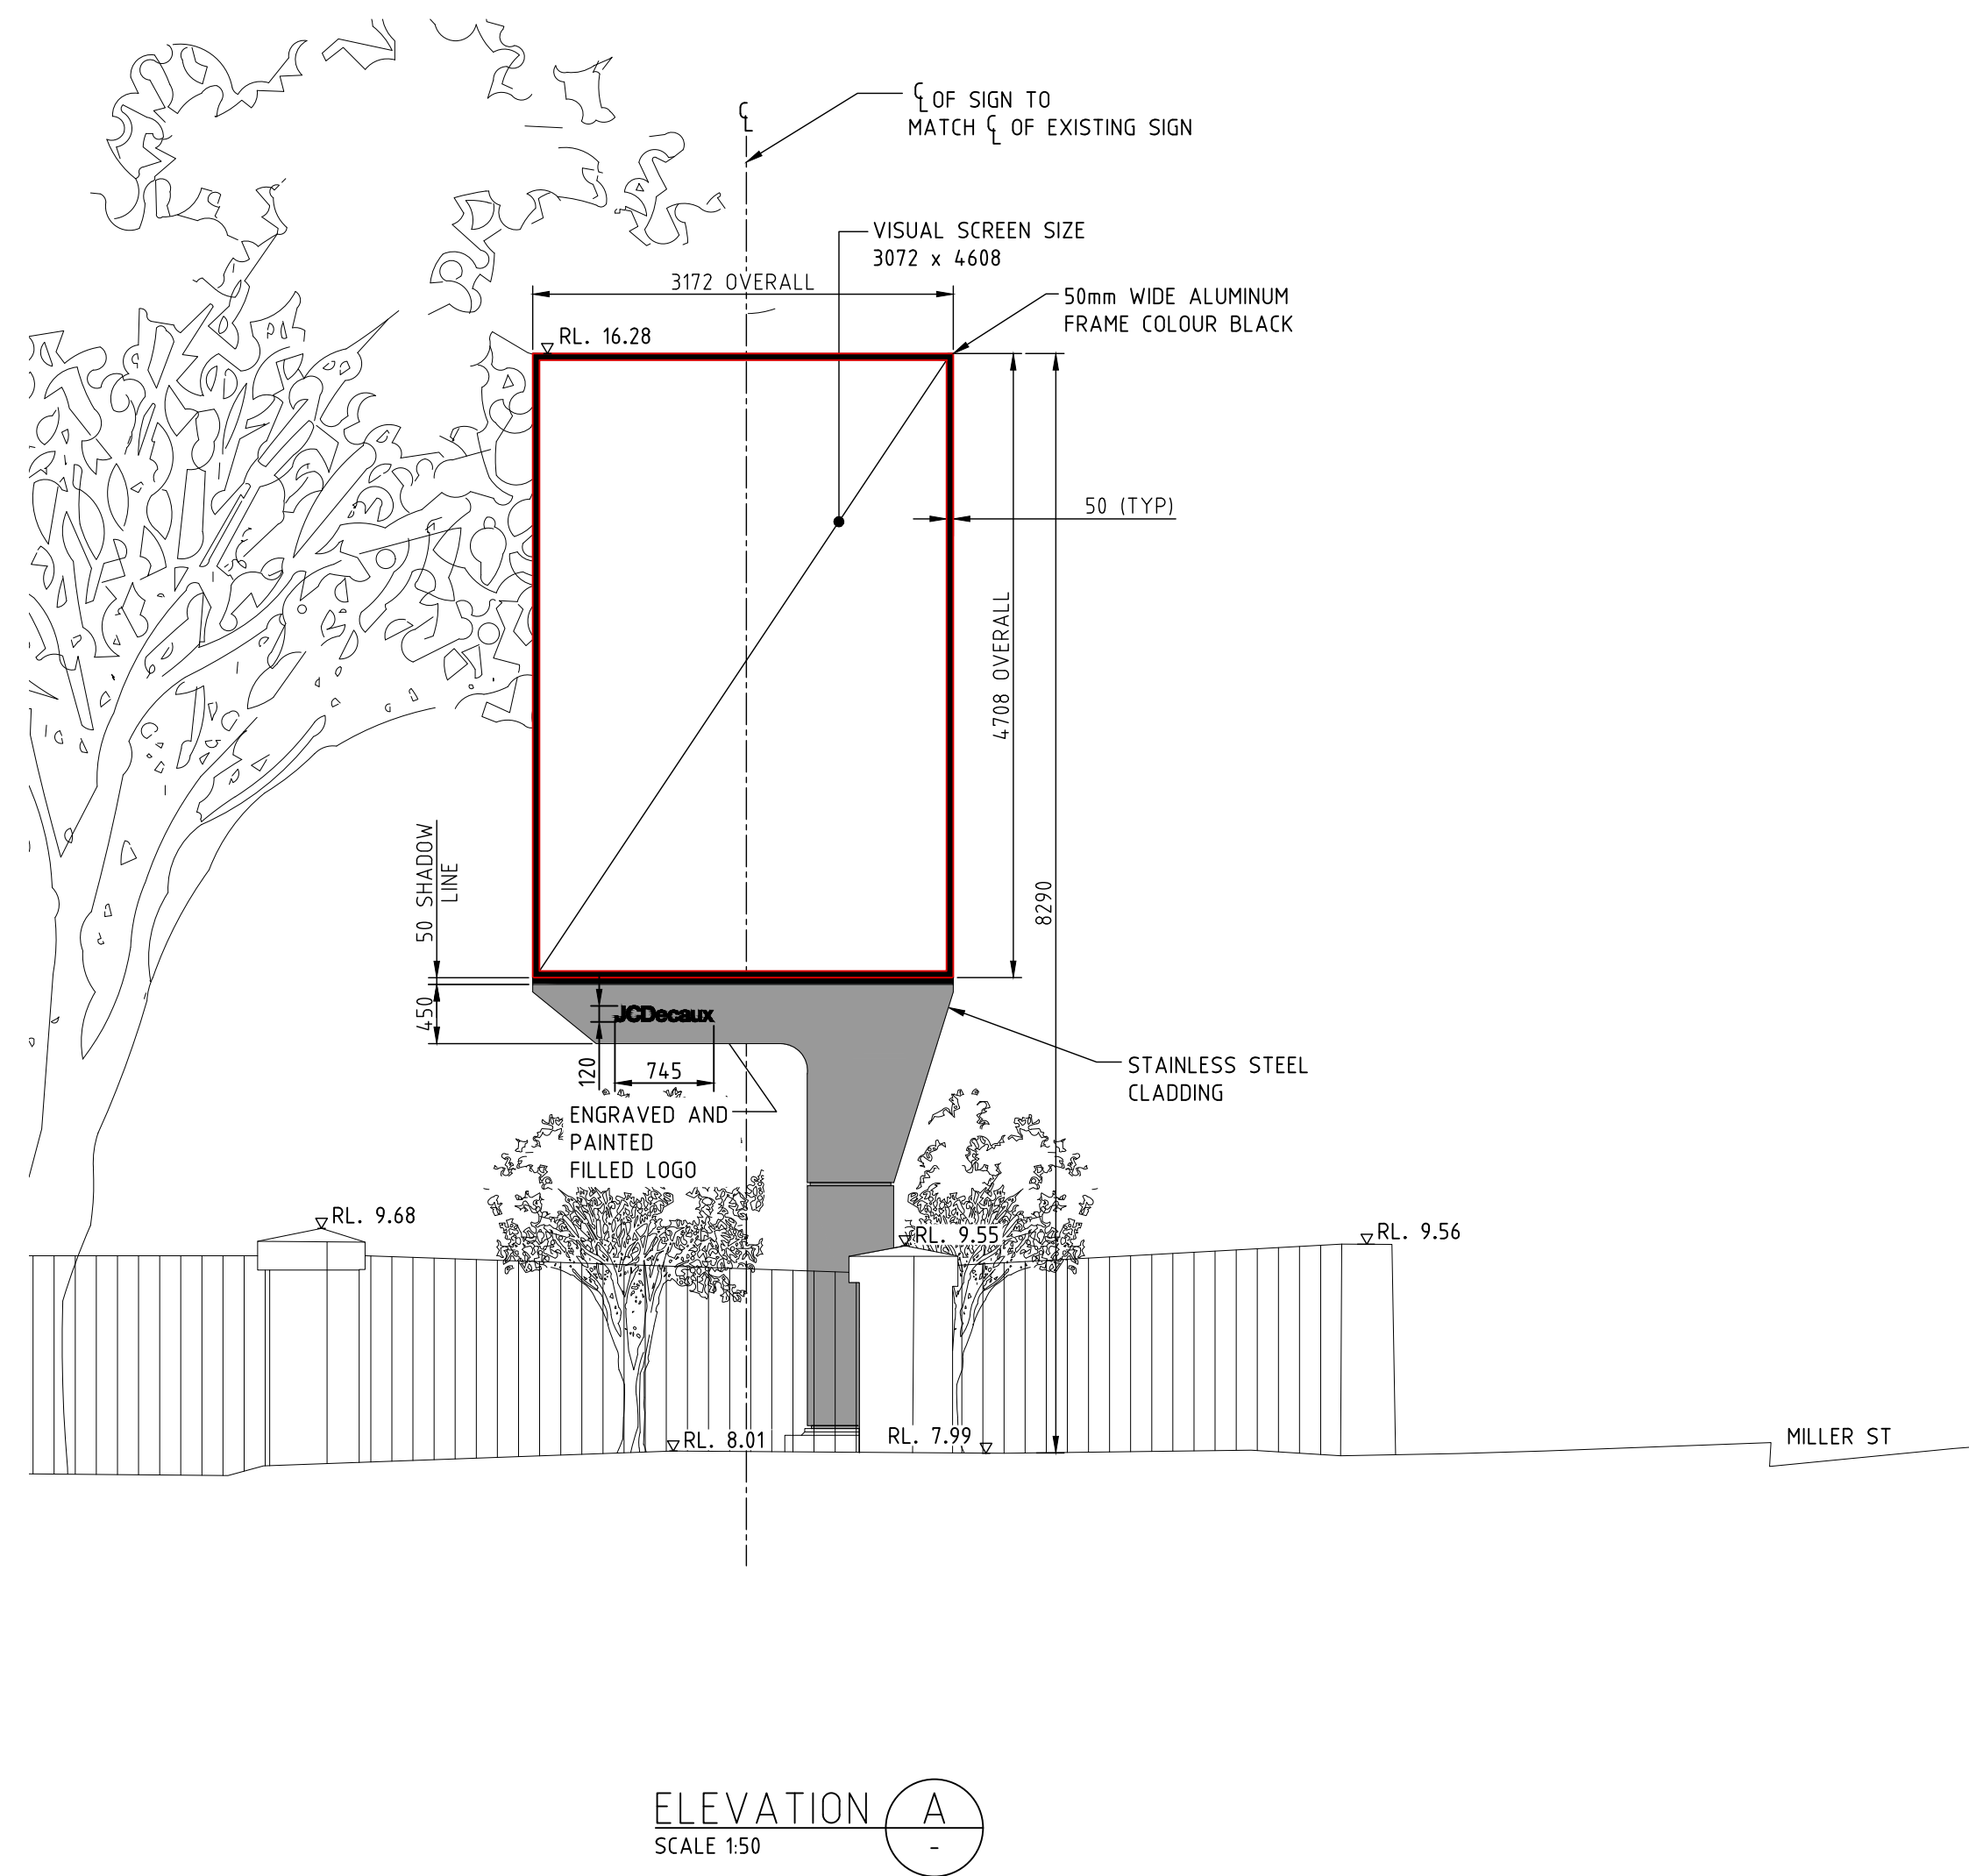 ℄ OF SIGN TO
MATCH ℄ OF EXISTING SIGN
℄
VISUAL SCREEN SIZE
3072 x 4608
3172 OVERALL
50mm WIDE ALUMINUM
FRAME COLOUR BLACK
RL. 16.28
50 (TYP)
4708 OVERALL
8290
50 SHADOW
LINE
450
JCDecaux
120
745
STAINLESS STEEL
CLADDING
ENGRAVED AND
PAINTED
FILLED LOGO
RL. 9.68
RL. 9.55
RL. 9.56
RL. 8.01
RL. 7.99
MILLER ST
ELEVATION A
SCALE 1:50 -